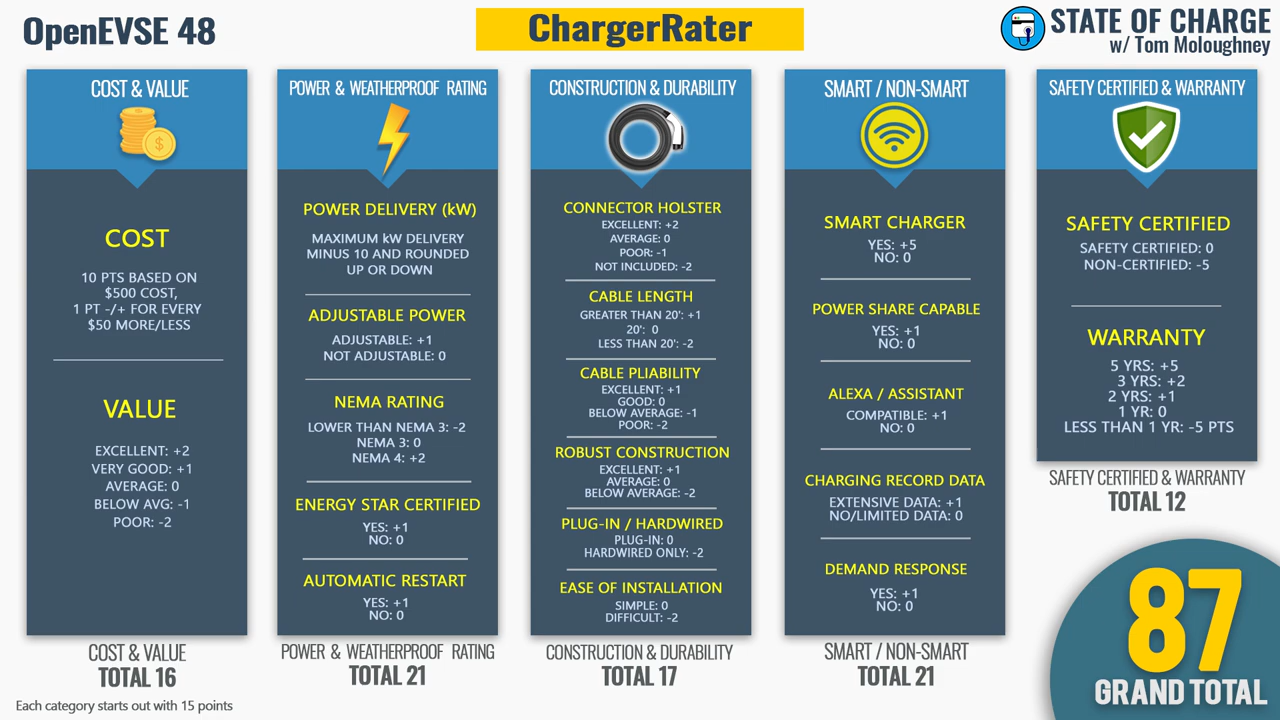 OpenEVSE 48
ChargerRater
STATE OF CHARGE
w/ Tom Moloughney
COST & VALUE
$
COST
10 PTS BASED ON
$500 COST,
1 PT -/+ FOR EVERY
$50 MORE/LESS
VALUE
EXCELLENT: +2
VERY GOOD: +1
AVERAGE: 0
BELOW AVG: -1
POOR: -2
COST & VALUE
TOTAL 16
Each category starts out with 15 points
POWER & WEATHERPROOF RATING
POWER DELIVERY (kW)
MAXIMUM kW DELIVERY
MINUS 10 AND ROUNDED
UP OR DOWN
ADJUSTABLE POWER
ADJUSTABLE: +1
NOT ADJUSTABLE: 0
NEMA RATING
LOWER THAN NEMA 3: -2
NEMA 3: 0
NEMA 4: +2
ENERGY STAR CERTIFIED
YES: +1
NO: 0
AUTOMATIC RESTART
YES: +1
NO: 0
POWER & WEATHERPROOF RATING
TOTAL 21
CONSTRUCTION & DURABILITY
CONNECTOR HOLSTER
EXCELLENT: +2
AVERAGE: 0
POOR: -1
NOT INCLUDED: -2
CABLE LENGTH
GREATER THAN 20': +1
20': 0
LESS THAN 20': -2
CABLE PLIABILITY
EXCELLENT: +1
GOOD: 0
BELOW AVERAGE: -1
POOR: -2
ROBUST CONSTRUCTION
EXCELLENT: +1
AVERAGE: 0
BELOW AVERAGE: -2
PLUG-IN / HARDWIRED
PLUG-IN: 0
HARDWIRED ONLY: -2
EASE OF INSTALLATION
SIMPLE: 0
DIFFICULT: -2
CONSTRUCTION & DURABILITY
TOTAL 17
SMART / NON-SMART
SMART CHARGER
YES: +5
NO: 0
POWER SHARE CAPABLE
YES: +1
NO: 0
ALEXA / ASSISTANT
COMPATIBLE: +1
NO: 0
CHARGING RECORD DATA
EXTENSIVE DATA: +1
NO/LIMITED DATA: 0
DEMAND RESPONSE
YES: +1
NO: 0
SMART / NON-SMART
TOTAL 21
SAFETY CERTIFIED & WARRANTY
SAFETY CERTIFIED
SAFETY CERTIFIED: 0
NON-CERTIFIED: -5
WARRANTY
5 YRS: +5
3 YRS: +2
2 YRS: +1
1 YR: 0
LESS THAN 1 YR: -5 PTS
SAFETY CERTIFIED & WARRANTY
TOTAL 12
87
GRAND TOTAL